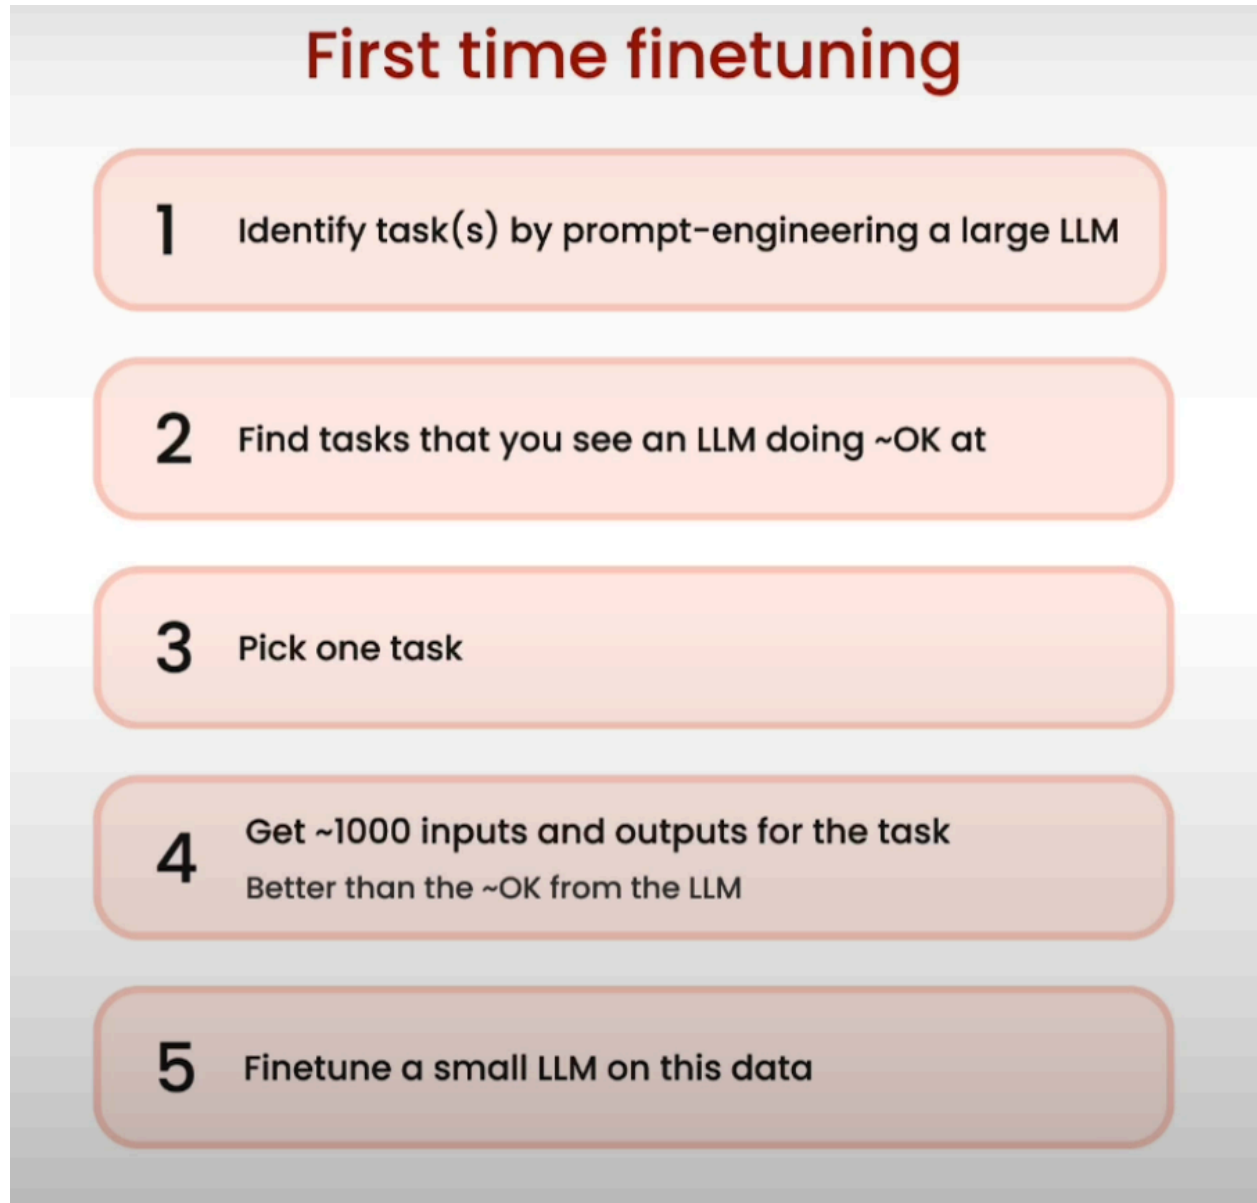 First time finetuning
1 Identify task(s) by prompt-engineering a large LLM
2 Find tasks that you see an LLM doing ~OK at
3 Pick one task
4 Get ~1000 inputs and outputs for the task
Better than the ~OK from the LLM
5 Finetune a small LLM on this data